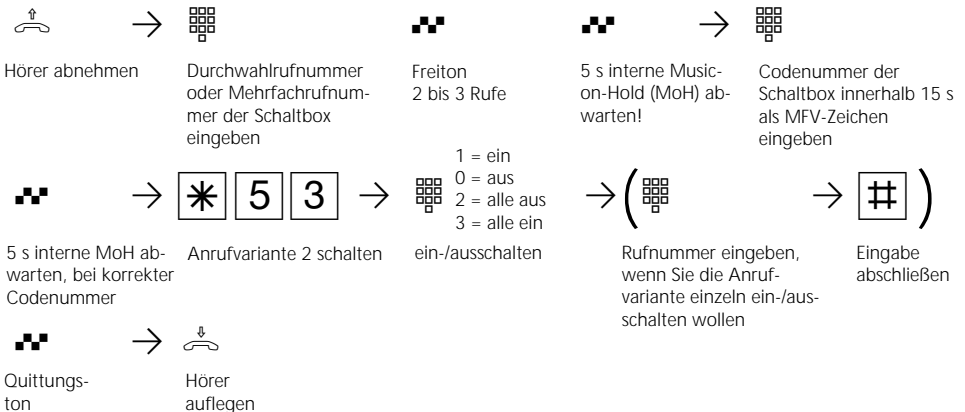 Hörer abnehmen
Durchwahlrufnummer
oder Mehrfachrufnum-
mer der Schaltbox
eingeben
Freiton
2 bis 3 Rufe
5 s interne Music-
on-Hold (MoH) ab-
warten!
Codenummer der
Schaltbox innerhalb 15 s
als MFV-Zeichen
eingeben
* 5 3
1 = ein
0 = aus
2 = alle aus
3 = alle ein
( # )
5 s interne MoH ab-
warten, bei korrekter
Codenummer
Anrufvariante 2 schalten
ein-/ausschalten
Rufnummer eingeben,
wenn Sie die Anruf-
variante einzeln ein-/aus-
schalten wollen
Eingabe
abschließen
Quittungs-
ton
Hörer
auflegen